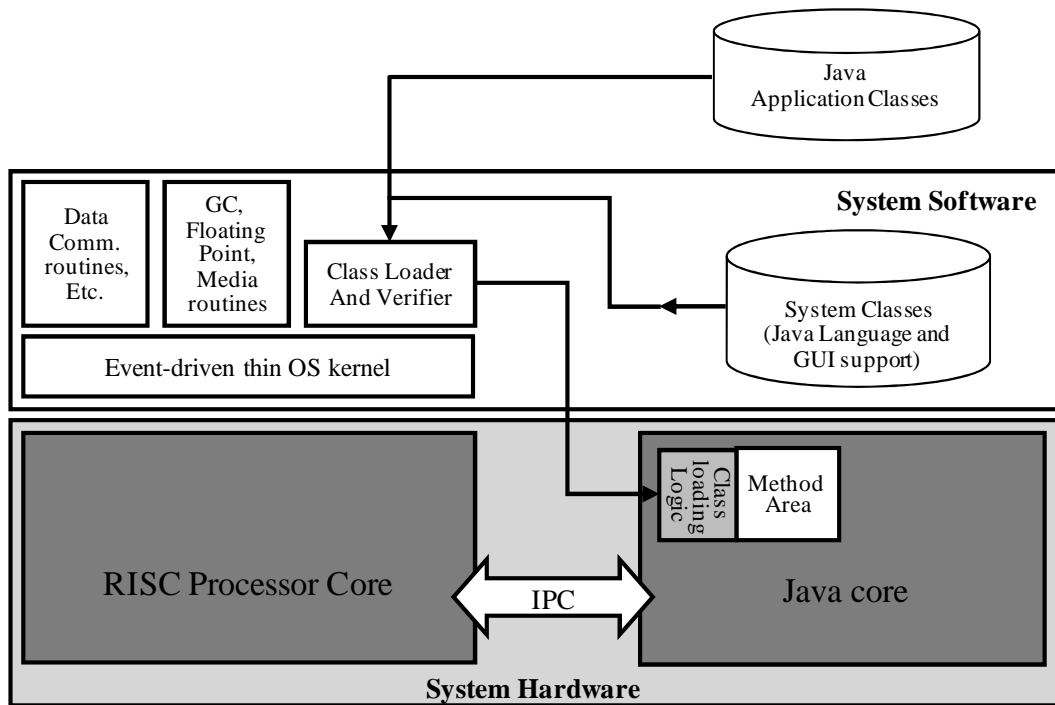 Java
Application Classes
System Software
Data
Comm.
routines,
Etc.
GC,
Floating
Point,
Media
routines
Class Loader
And Verifier
System Classes
(Java Language and
GUI support)
Event-driven thin OS kernel
Class
loading
Logic
Method
Area
RISC Processor Core
IPC
Java core
System Hardware